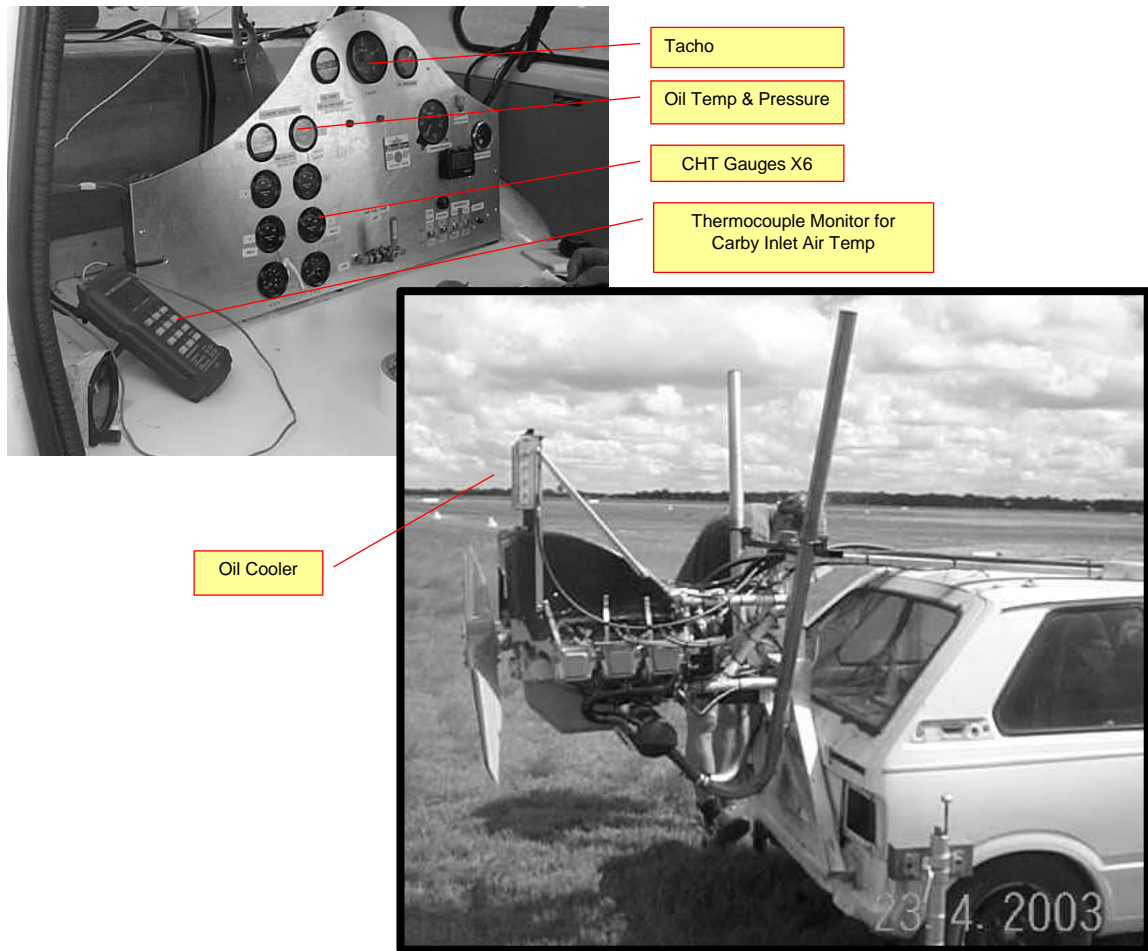 Tacho
Oil Temp & Pressure
CHT Gauges X6
Thermocouple Monitor for
Carby Inlet Air Temp
Oil Cooler
23. 4. 2003